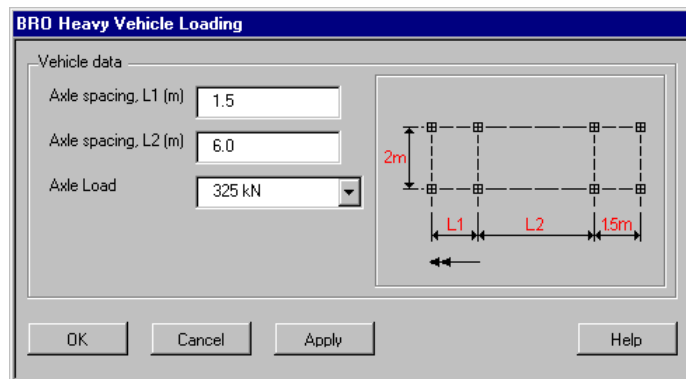 BRO Heavy Vehicle Loading
Vehicle data
Axle spacing, L1 (m) 1.5
Axle spacing, L2 (m) 6.0
Axle Load 325 kN
2m
L1 L2 1.5m
OK Cancel Apply Help